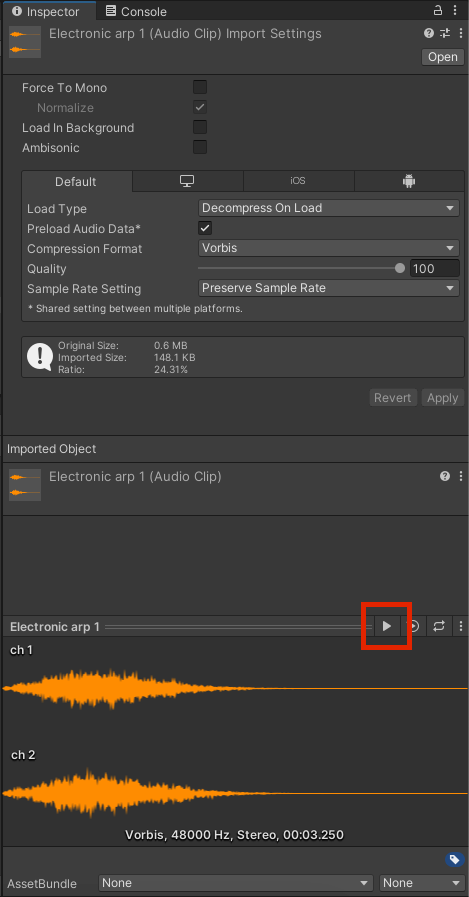 Inspector Console
Electronic arp 1 (Audio Clip) Import Settings
Open
Force To Mono
Normalize
Load In Background
Ambisonic
Default iOS
Load Type Decompress On Load
Preload Audio Data*
Compression Format Vorbis
Quality 100
Sample Rate Setting Preserve Sample Rate
* Shared setting between multiple platforms.
Original Size: 0.6 MB
Imported Size: 148.1 KB
Ratio: 24.31%
Revert Apply
Imported Object
Electronic arp 1 (Audio Clip)
Electronic arp 1
ch 1
ch 2
Vorbis, 48000 Hz, Stereo, 00:03.250
AssetBundle None None